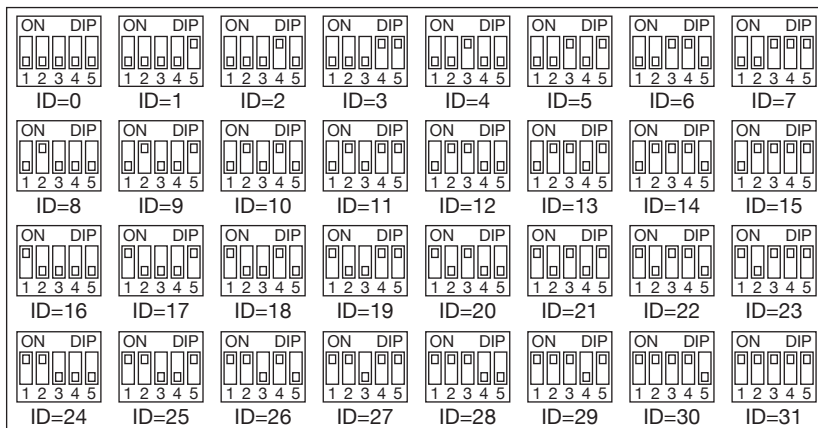 ON DIP ON DIP ON DIP ON DIP ON DIP ON DIP ON DIP ON DIP
1 2 3 4 5 1 2 3 4 5 1 2 3 4 5 1 2 3 4 5 1 2 3 4 5 1 2 3 4 5 1 2 3 4 5 1 2 3 4 5
ID=0 ID=1 ID=2 ID=3 ID=4 ID=5 ID=6 ID=7
ON DIP ON DIP ON DIP ON DIP ON DIP ON DIP ON DIP ON DIP
1 2 3 4 5 1 2 3 4 5 1 2 3 4 5 1 2 3 4 5 1 2 3 4 5 1 2 3 4 5 1 2 3 4 5 1 2 3 4 5
ID=8 ID=9 ID=10 ID=11 ID=12 ID=13 ID=14 ID=15
ON DIP ON DIP ON DIP ON DIP ON DIP ON DIP ON DIP ON DIP
1 2 3 4 5 1 2 3 4 5 1 2 3 4 5 1 2 3 4 5 1 2 3 4 5 1 2 3 4 5 1 2 3 4 5 1 2 3 4 5
ID=16 ID=17 ID=18 ID=19 ID=20 ID=21 ID=22 ID=23
ON DIP ON DIP ON DIP ON DIP ON DIP ON DIP ON DIP ON DIP
1 2 3 4 5 1 2 3 4 5 1 2 3 4 5 1 2 3 4 5 1 2 3 4 5 1 2 3 4 5 1 2 3 4 5 1 2 3 4 5
ID=24 ID=25 ID=26 ID=27 ID=28 ID=29 ID=30 ID=31